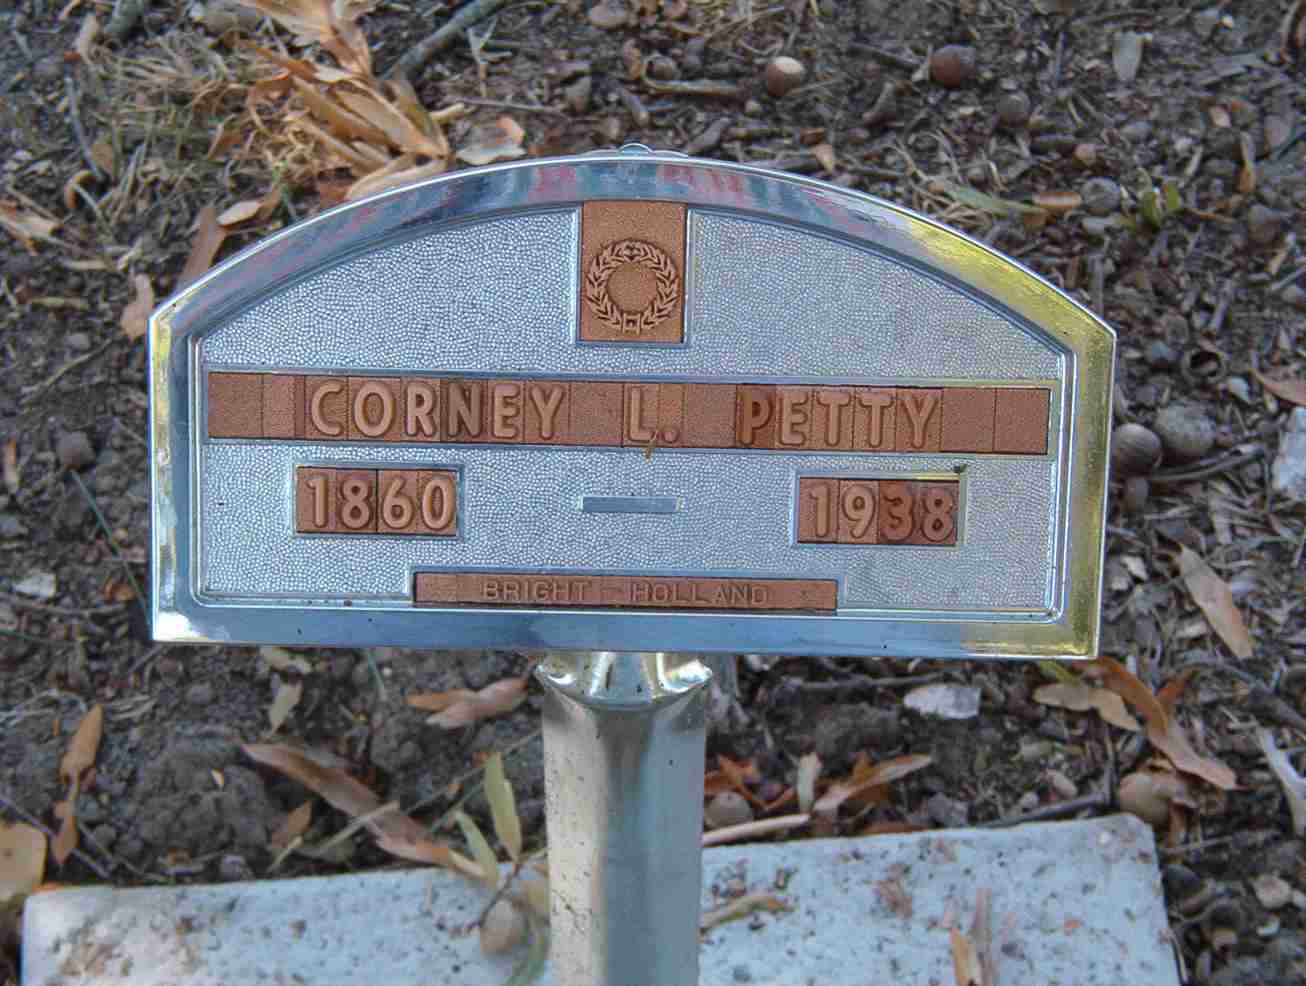 CORNEY L. PETTY
1860 — 1938
BRIGHT - HOLLAND